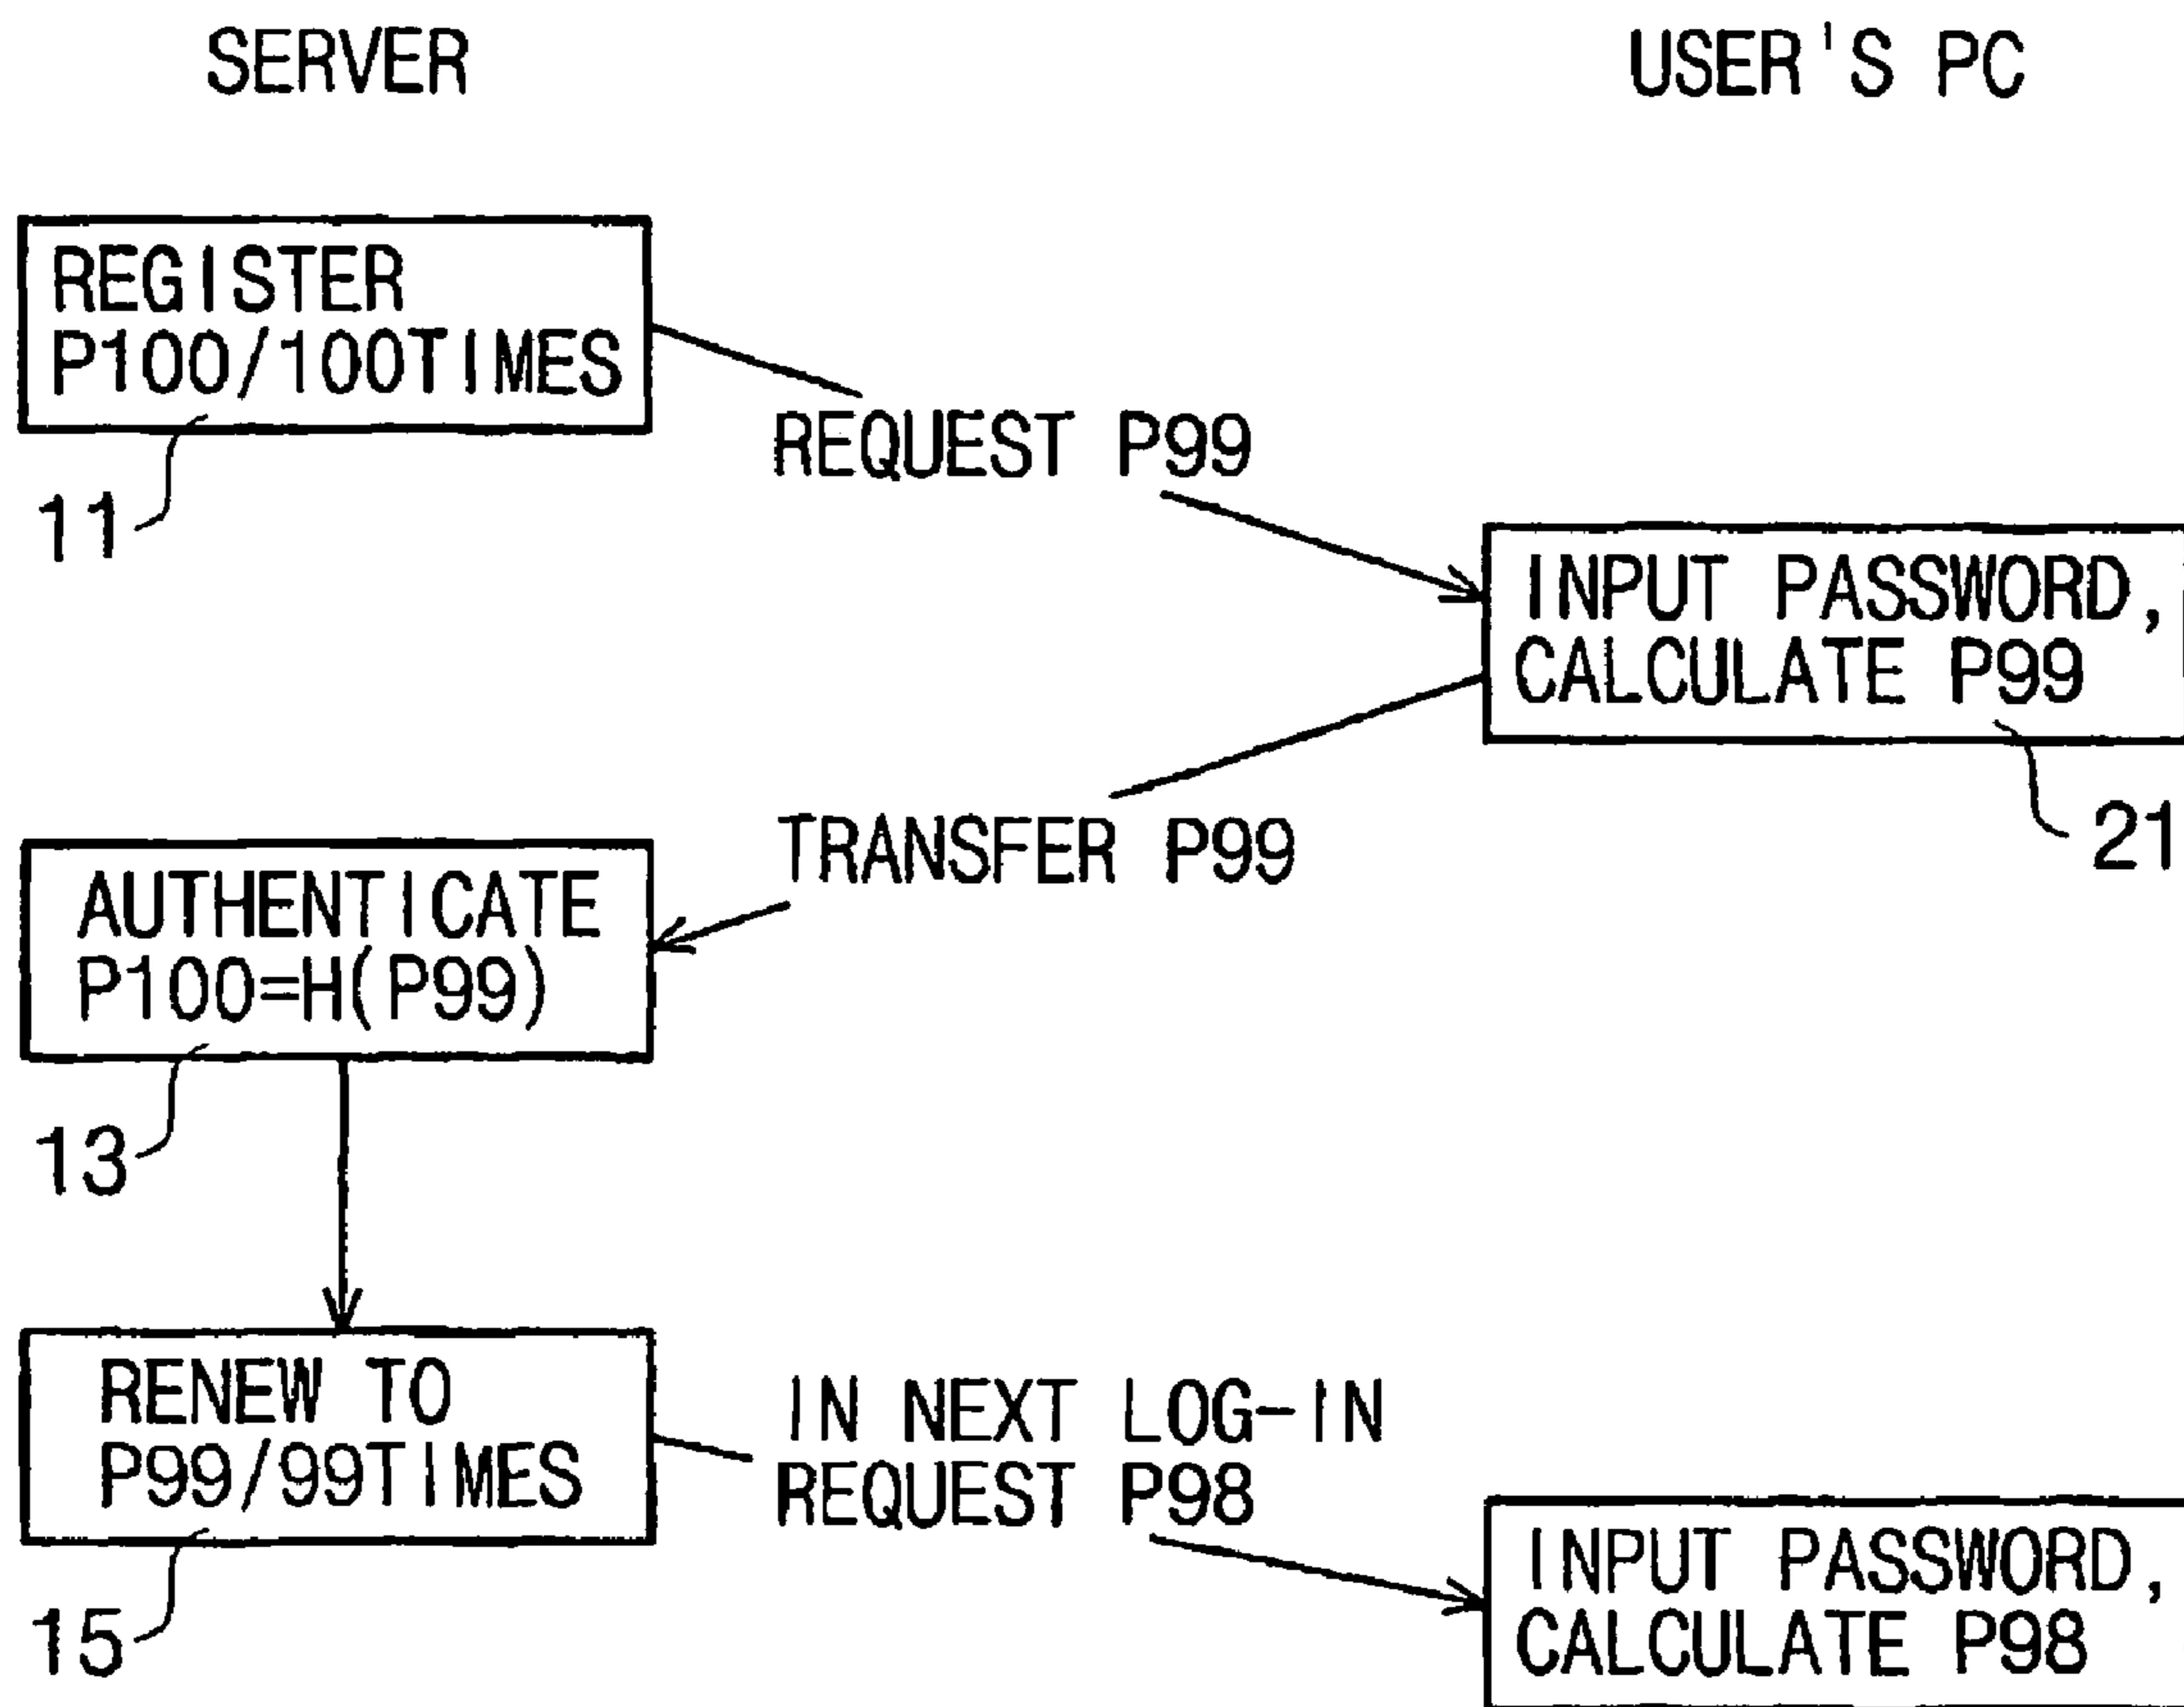 SERVER
USER'S PC
REGISTER
P100/100TIMES
11
REQUEST P99
INPUT PASSWORD,
CALCULATE P99
21
TRANSFER P99
AUTHENTICATE
P100=H(P99)
13
RENEW TO
P99/99TIMES
15
IN NEXT LOG-IN
REQUEST P98
INPUT PASSWORD,
CALCULATE P98